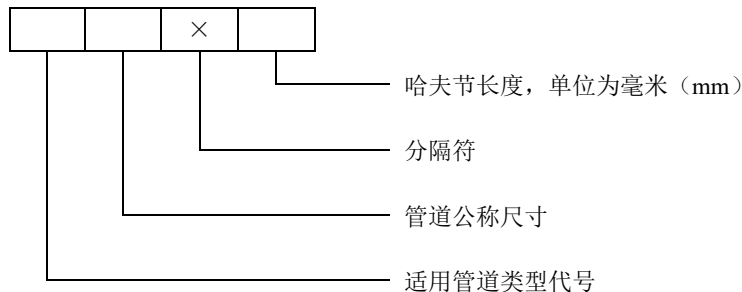 ×
哈夫节长度，单位为毫米（mm）
分隔符
管道公称尺寸
适用管道类型代号